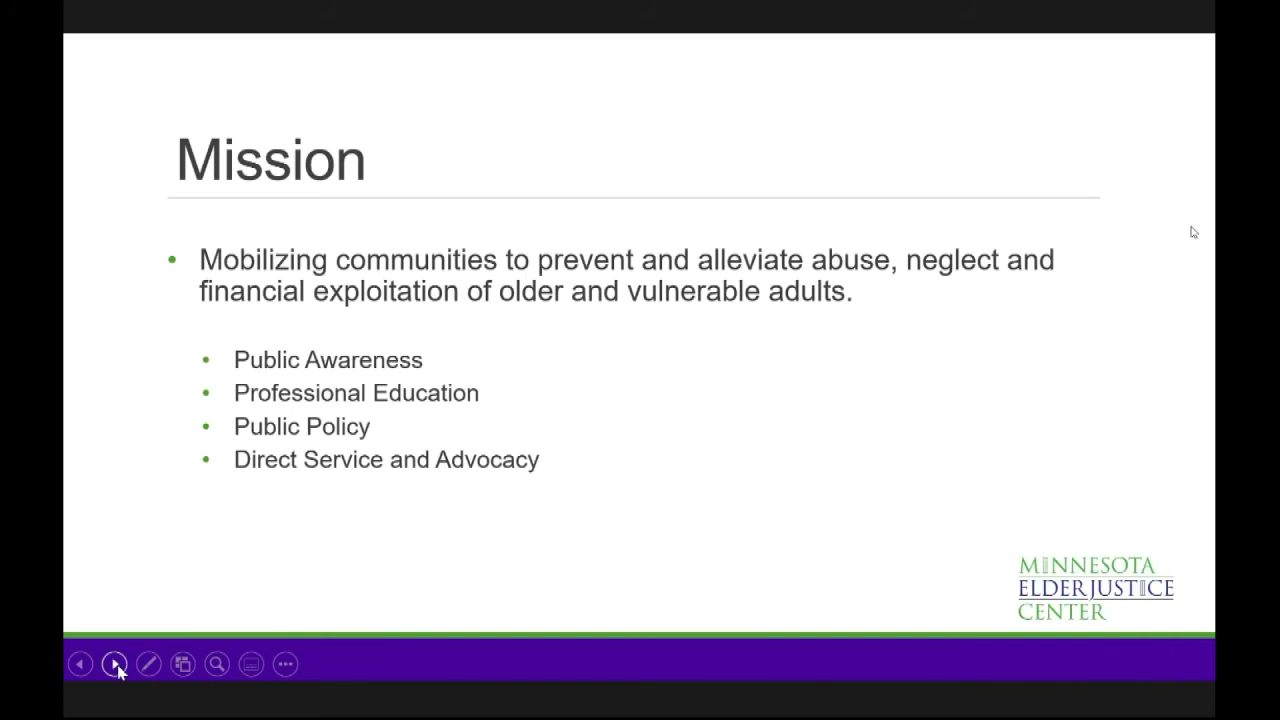 Mission
• Mobilizing communities to prevent and alleviate abuse, neglect and
financial exploitation of older and vulnerable adults.
• Public Awareness
• Professional Education
• Public Policy
• Direct Service and Advocacy
MINNESOTA
ELDER JUSTICE
CENTER